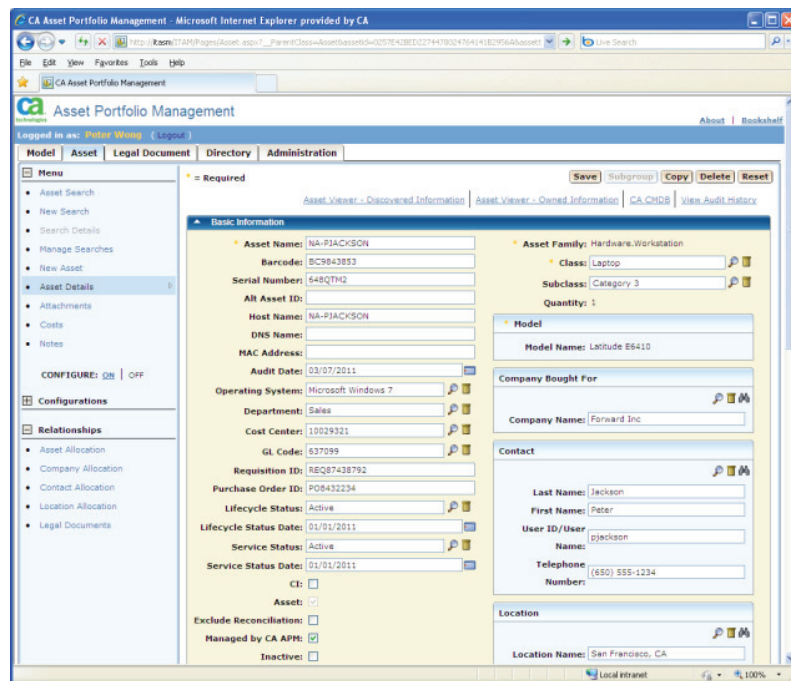 CA Asset Portfolio Management - Microsoft Internet Explorer provided by CA
Live Search
File Edit View Favorites Tools Help
CA Asset Portfolio Management
ca technologies Asset Portfolio Management
About | Bookshelf
Logged in as: Peter Wong ( Logout )
Model Asset Legal Document Directory Administration
Menu
Asset Search
New Search
Search Details
Manage Searches
New Asset
Asset Details
Attachments
Costs
Notes
CONFIGURE: ON | OFF
Configurations
Relationships
Asset Allocation
Company Allocation
Contact Allocation
Location Allocation
Legal Documents
* = Required
Save Subgroup Copy Delete Reset
Asset Viewer - Discovered Information | Asset Viewer - Owned Information | CA CMDB | View Audit History
Basic Information
* Asset Name: NA-PJACKSON
Barcode: BC9843853
Serial Number: 648QTM2
Alt Asset ID:
Host Name: NA-PJACKSON
DNS Name:
MAC Address:
Audit Date: 03/07/2011
Operating System: Microsoft Windows 7
Department: Sales
Cost Center: 10029321
GL Code: 637099
Requisition ID: REQ87438792
Purchase Order ID: PO8432234
Lifecycle Status: Active
Lifecycle Status Date: 01/01/2011
Service Status: Active
Service Status Date: 01/01/2011
CI:
Asset:
Exclude Reconciliation:
Managed by CA APM:
Inactive:
* Asset Family: Hardware.Workstation
* Class: Laptop
Subclass: Category 3
Quantity: 1
* Model
Model Name: Latitude E6410
Company Bought For
Company Name: Forward Inc
Contact
Last Name: Jackson
First Name: Peter
User ID/User
Name: pjackson
Telephone
Number: (650) 555-1234
Location
Location Name: San Francisco, CA
Local intranet
100%